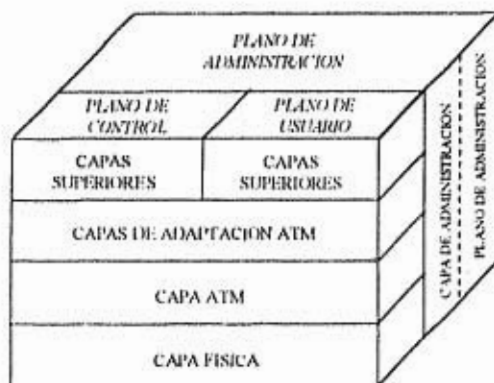 PLANO DE
ADMINISTRACION
PLANO DE
CONTROL
PLANO DE
USUARIO
CAPAS
SUPERIORES
CAPAS
SUPERIORES
CAPAS DE ADAPTACION ATM
CAPA ATM
CAPA FISICA
CAPA DE ADMINISTRACION
PLANO DE ADMINISTRACION